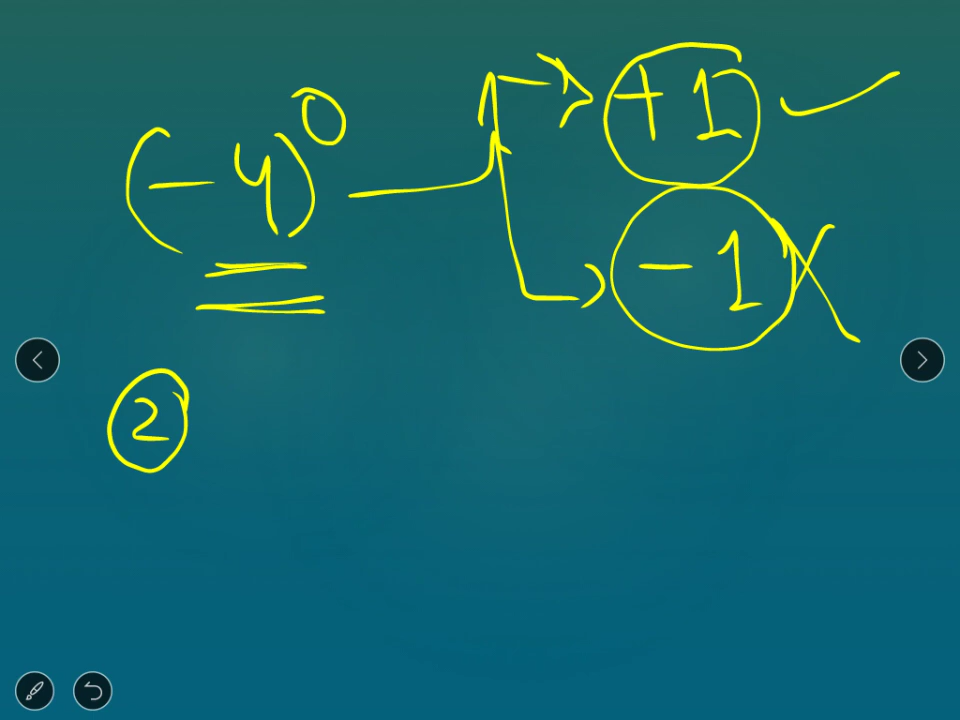 (-4)⁰ → +1 ✓
→ -1 X
②